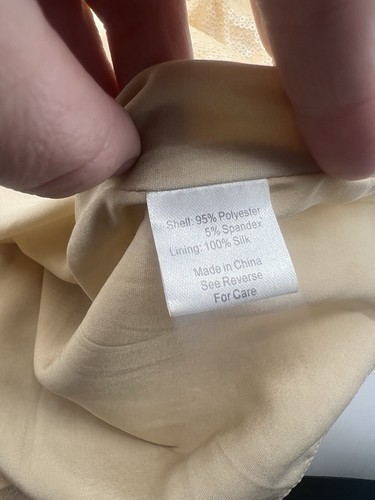 Shell: 95% Polyester
5% Spandex
Lining: 100% Silk
Made in China
See Reverse
For Care